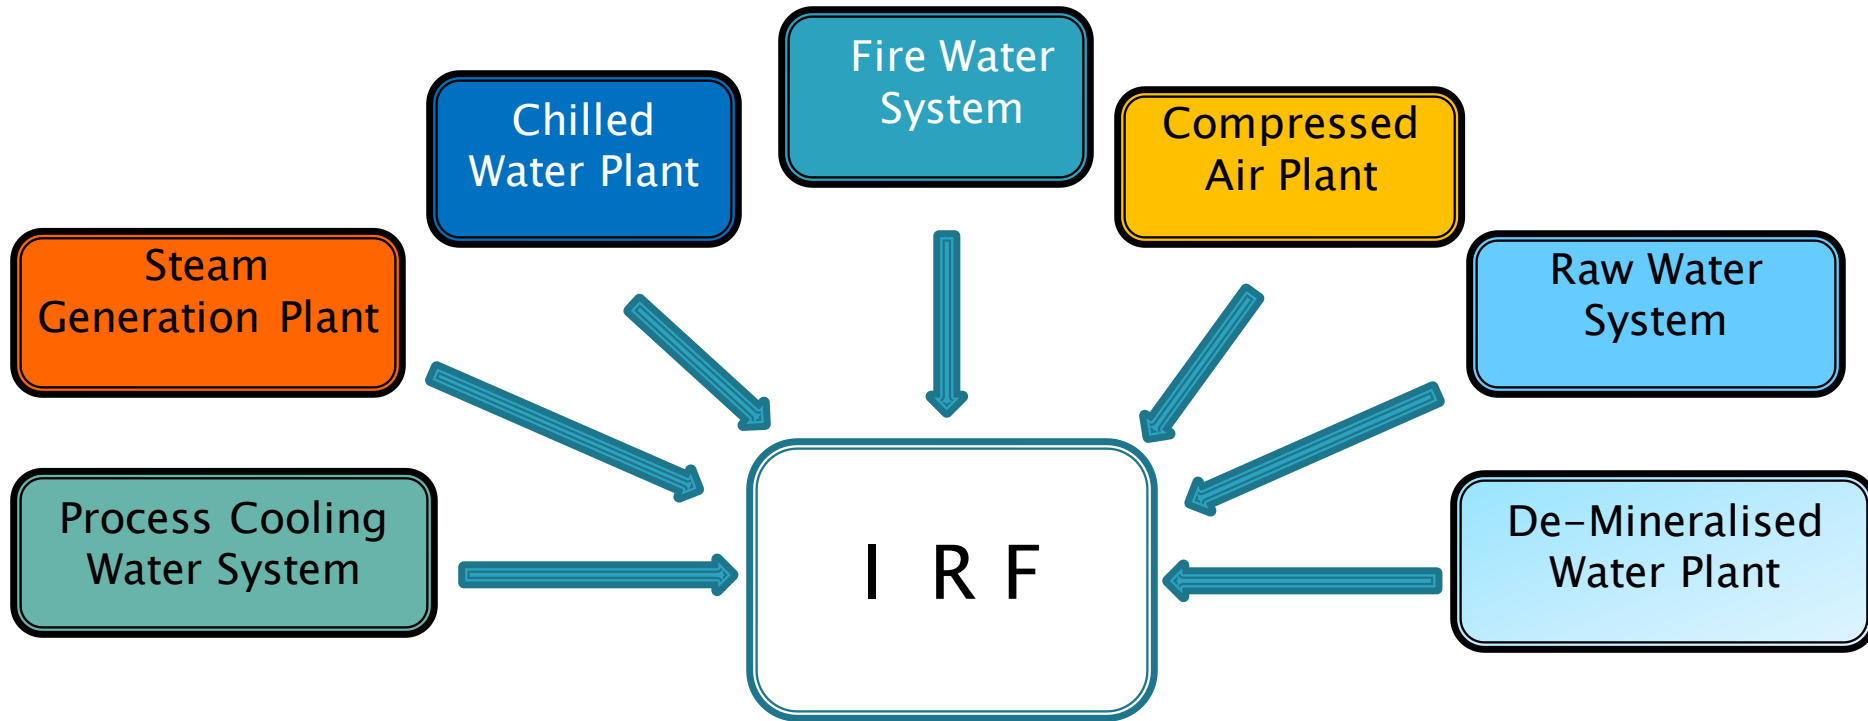 Fire Water
System
Chilled
Water Plant
Compressed
Air Plant
Steam
Generation Plant
Raw Water
System
Process Cooling
Water System
I R F
De-Mineralised
Water Plant